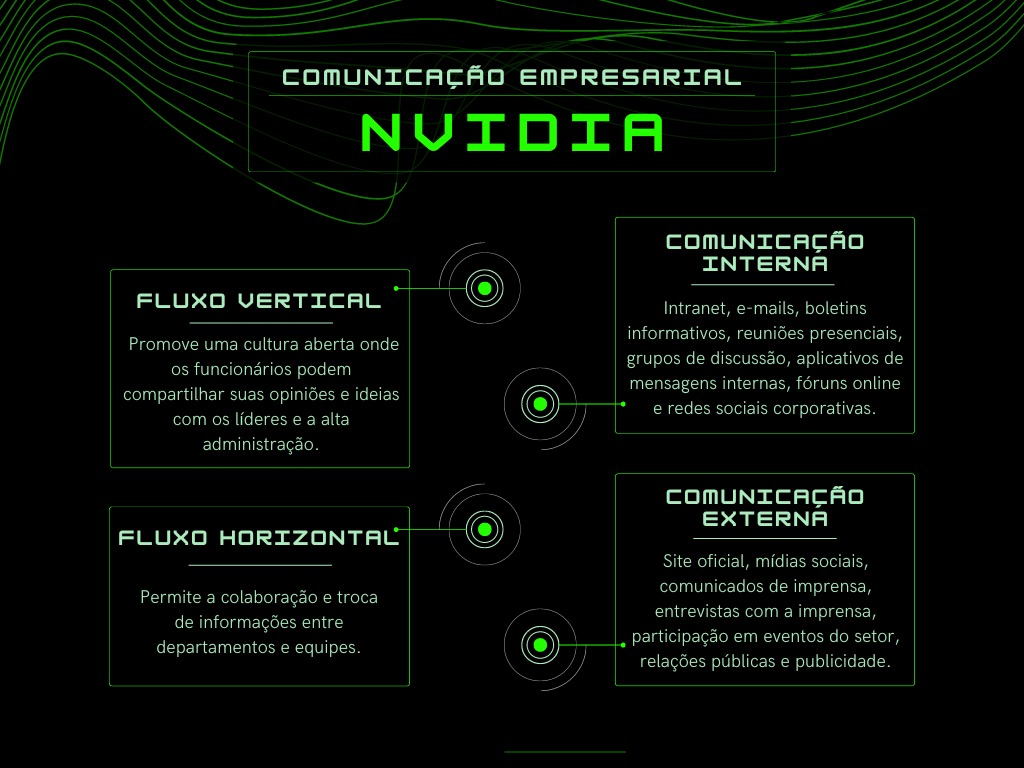 COMUNICAÇÃO EMPRESARIAL
NVIDIA
FLUXO VERTICAL
Promove uma cultura aberta onde
os funcionários podem
compartilhar suas opiniões e ideias
com os líderes e a alta
administração.
COMUNICAÇÃO
INTERNA
Intranet, e-mails, boletins
informativos, reuniões presenciais,
grupos de discussão, aplicativos de
mensagens internas, fóruns online
e redes sociais corporativas.
FLUXO HORIZONTAL
Permite a colaboração e troca
de informações entre
departamentos e equipes.
COMUNICAÇÃO
EXTERNA
Site oficial, mídias sociais,
comunicados de imprensa,
entrevistas com a imprensa,
participação em eventos do setor,
relações públicas e publicidade.